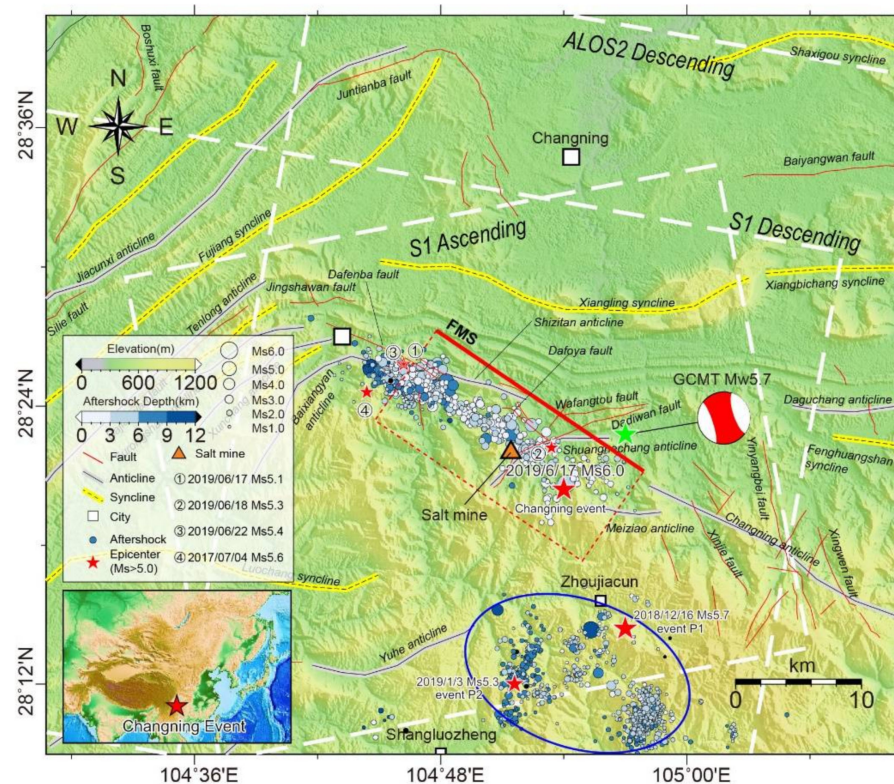 ALOS2 Descending
Shaxigou syncline
Boshuxi fault
Juntianba fault
N
W
E
S
28°36'N
Changning
Baiyangwan fault
Jiacunxi anticline
Fujiang syncline
S1 Ascending
S1 Descending
Dafenba fault
Jingshawan fault
Tenlong anticline
Silie fault
Xiangling syncline
Xiangbichang syncline
FMS
Shizitan anticline
Dafoya fault
③ ①
④
②
Baixiangyan
anticline
Wafangtou fault
Dadiwan fault
GCMT Mw5.7
Shuanghechang anticline
Daguchang anticline
Fenghuangshan
syncline
2019/6/17 Ms6.0
Changning event
Salt mine
Meiziao anticline
Yinyangbei fault
Changning anticline
Xinjie fault
Xingwen fault
28°24'N
Elevation(m)
0 600 1200
Aftershock Depth(km)
0 3 6 9 12
Ms6.0
Ms5.0
Ms4.0
Ms3.0
Ms2.0
Ms1.0
Fault
Anticline
Syncline
City
Aftershock
Epicenter
(Ms>5.0)
Salt mine
① 2019/06/17 Ms5.1
② 2019/06/18 Ms5.3
③ 2019/06/22 Ms5.4
④ 2017/07/04 Ms5.6
Luochang syncline
Zhoujiacun
2018/12/16 Ms5.7
event P1
Yuhe anticline
2019/1/3 Ms5.3
event P2
Shangluozheng
km
0 10
28°12'N
Changning Event
104°36'E
104°48'E
105°00'E